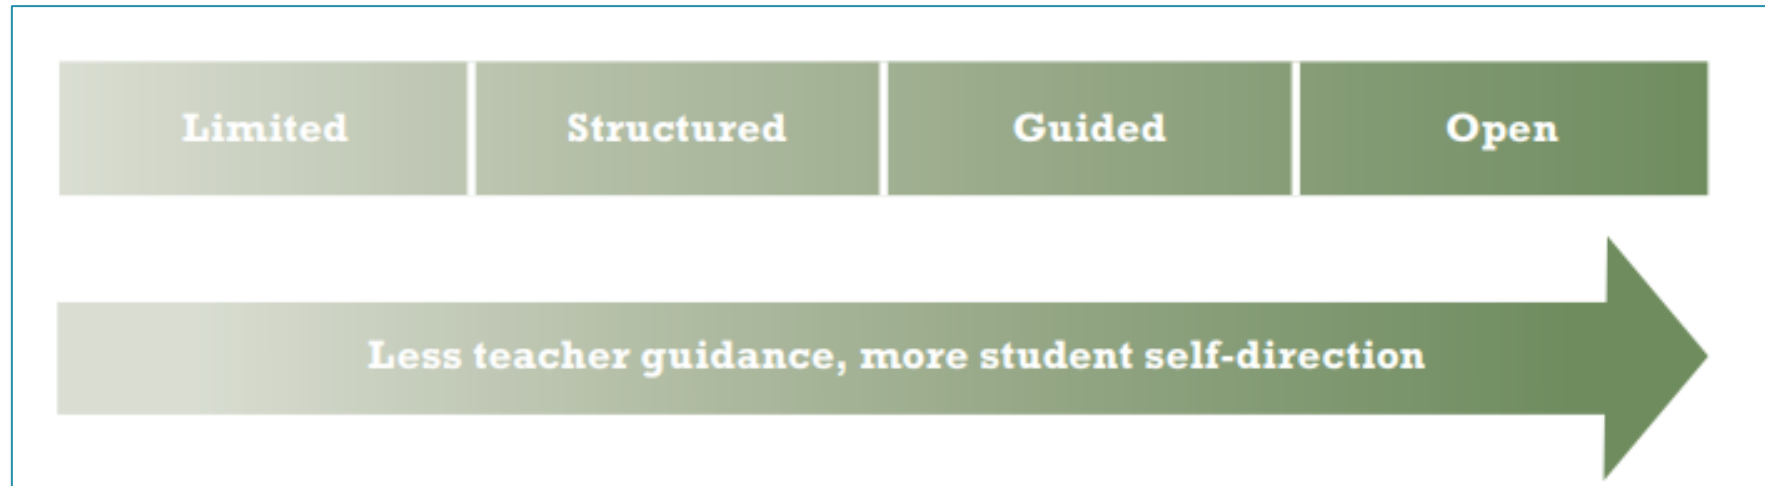 Limited
Structured
Guided
Open
Less teacher guidance, more student self-direction